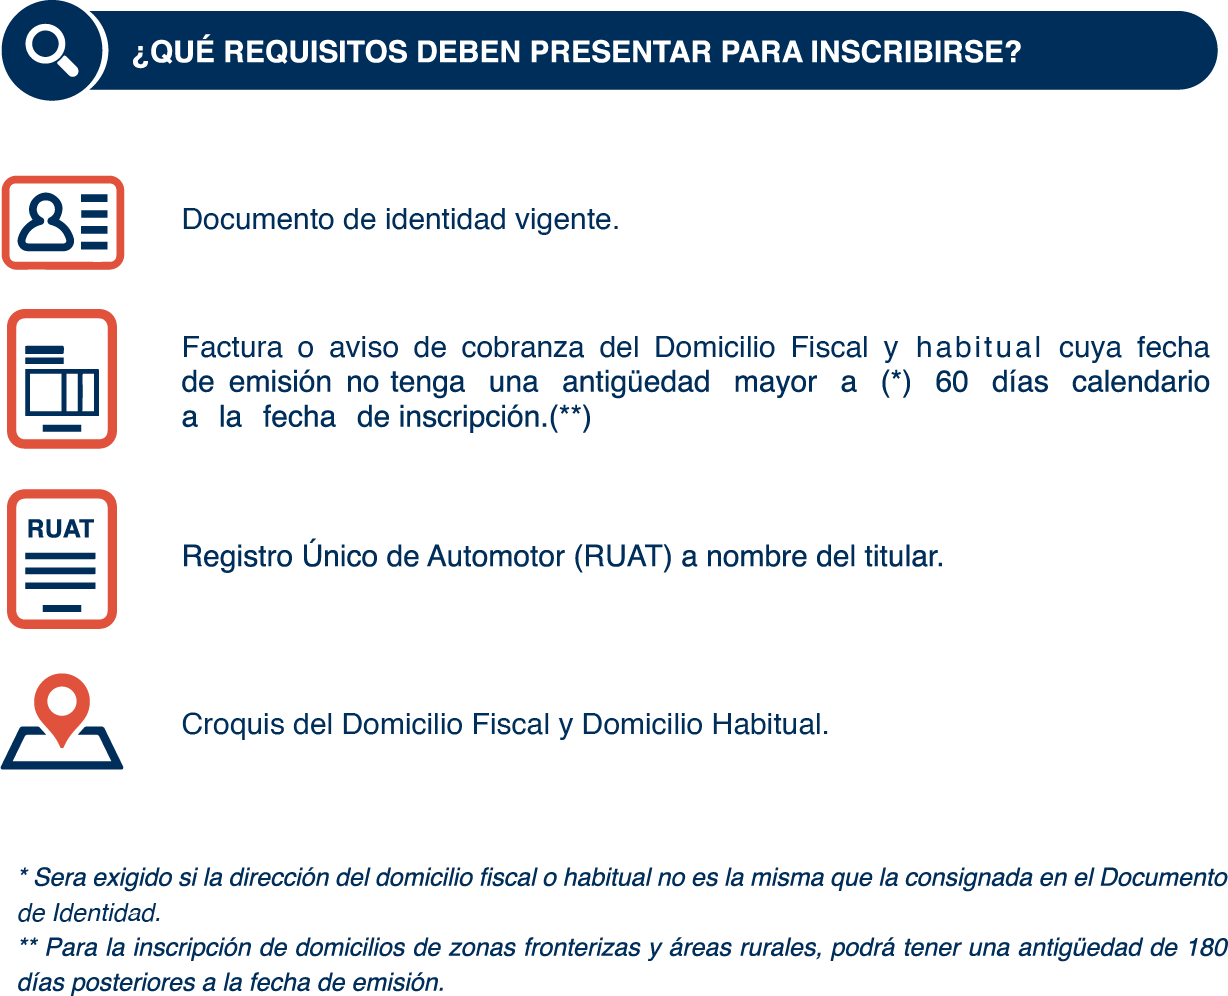 ¿QUÉ REQUISITOS DEBEN PRESENTAR PARA INSCRIBIRSE?
Documento de identidad vigente.
Factura o aviso de cobranza del Domicilio Fiscal y habitual cuya fecha
de emisión no tenga una antigüedad mayor a (*) 60 días calendario
a la fecha de inscripción.(**)
RUAT
Registro Único de Automotor (RUAT) a nombre del titular.
Croquis del Domicilio Fiscal y Domicilio Habitual.
* Sera exigido si la dirección del domicilio fiscal o habitual no es la misma que la consignada en el Documento
de Identidad.
** Para la inscripción de domicilios de zonas fronterizas y áreas rurales, podrá tener una antigüedad de 180
días posteriores a la fecha de emisión.